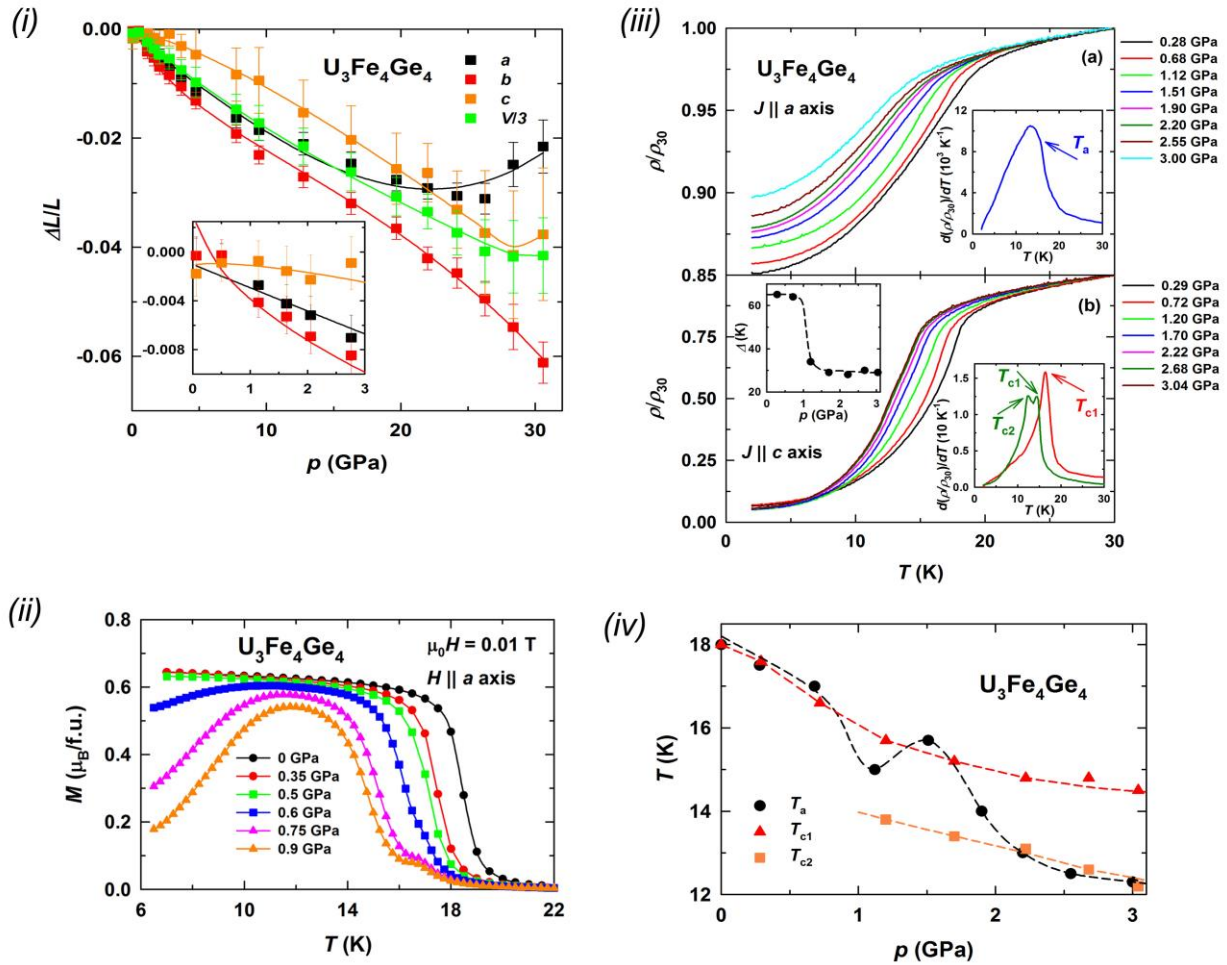 (i)
0.00
-0.02
-0.04
-0.06
ΔL/L
U3Fe4Ge4
a
b
c
V/3
0.000
-0.004
-0.008
0 1 2 3
0 10 20 30
p (GPa)
(ii)
0.8
0.6
0.4
0.2
0.0
M (μB/f.u.)
U3Fe4Ge4
μ0H = 0.01 T
H || a axis
0 GPa
0.35 GPa
0.5 GPa
0.6 GPa
0.75 GPa
0.9 GPa
6 10 14 18 22
T (K)
(iii)
1.00
0.95
0.90
0.85
ρ/ρ30
U3Fe4Ge4
J || a axis
(a)
0.28 GPa
0.68 GPa
1.12 GPa
1.51 GPa
1.90 GPa
2.20 GPa
2.55 GPa
3.00 GPa
12
8
4
0
d(ρ/ρ30)/dT (10³ K⁻¹)
Ta
0 10 20 30
T (K)
0.75
0.50
0.25
0.00
ρ/ρ30
J || c axis
(b)
0.29 GPa
0.72 GPa
1.20 GPa
1.70 GPa
2.22 GPa
2.68 GPa
3.04 GPa
60
40
20
Δ (K)
0 1 2 3
p (GPa)
1.5
1.0
0.5
0.0
d(ρ/ρ30)/dT (10 K⁻¹)
Tc1
Tc2
Tc1
0 10 20 30
T (K)
0 10 20 30
T (K)
(iv)
18
16
14
12
T (K)
U3Fe4Ge4
Ta
Tc1
Tc2
0 1 2 3
p (GPa)